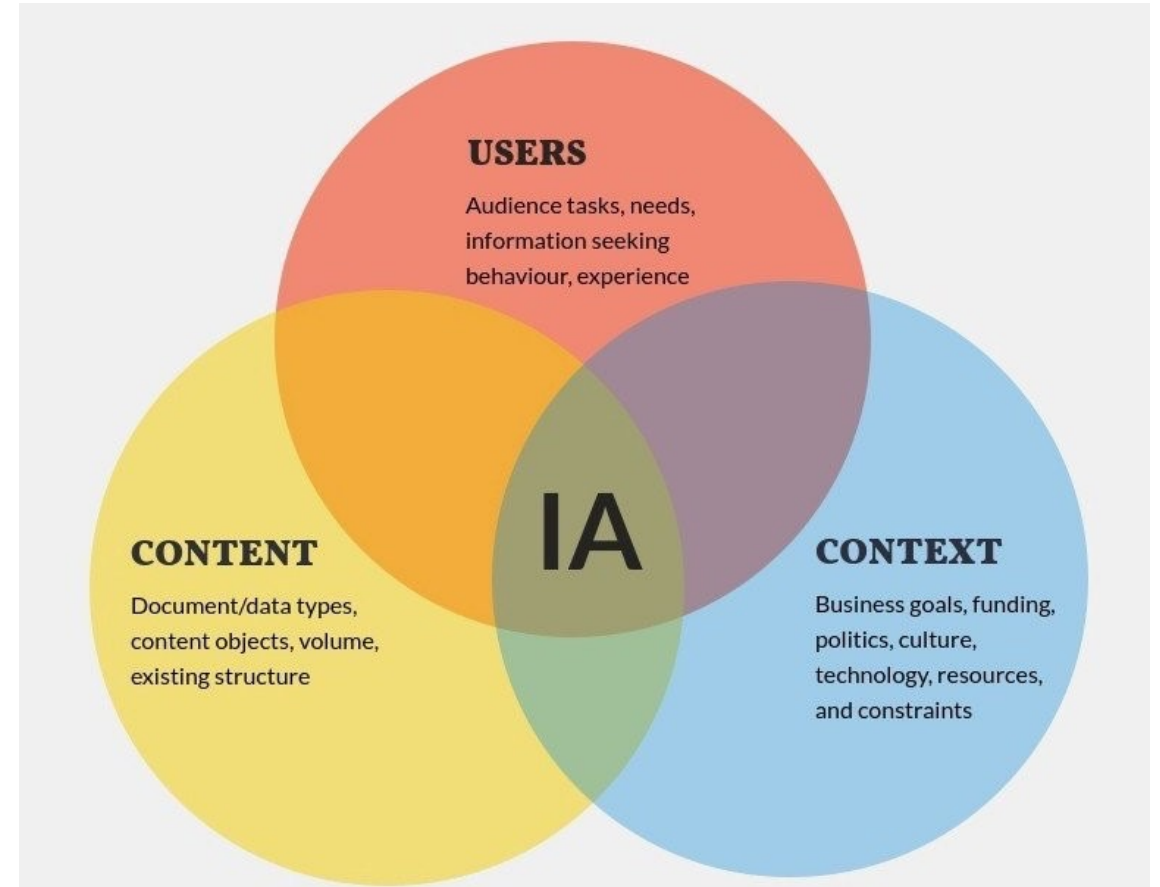 USERS
Audience tasks, needs,
information seeking
behaviour, experience
IA
CONTENT
Document/data types,
content objects, volume,
existing structure
CONTEXT
Business goals, funding,
politics, culture,
technology, resources,
and constraints